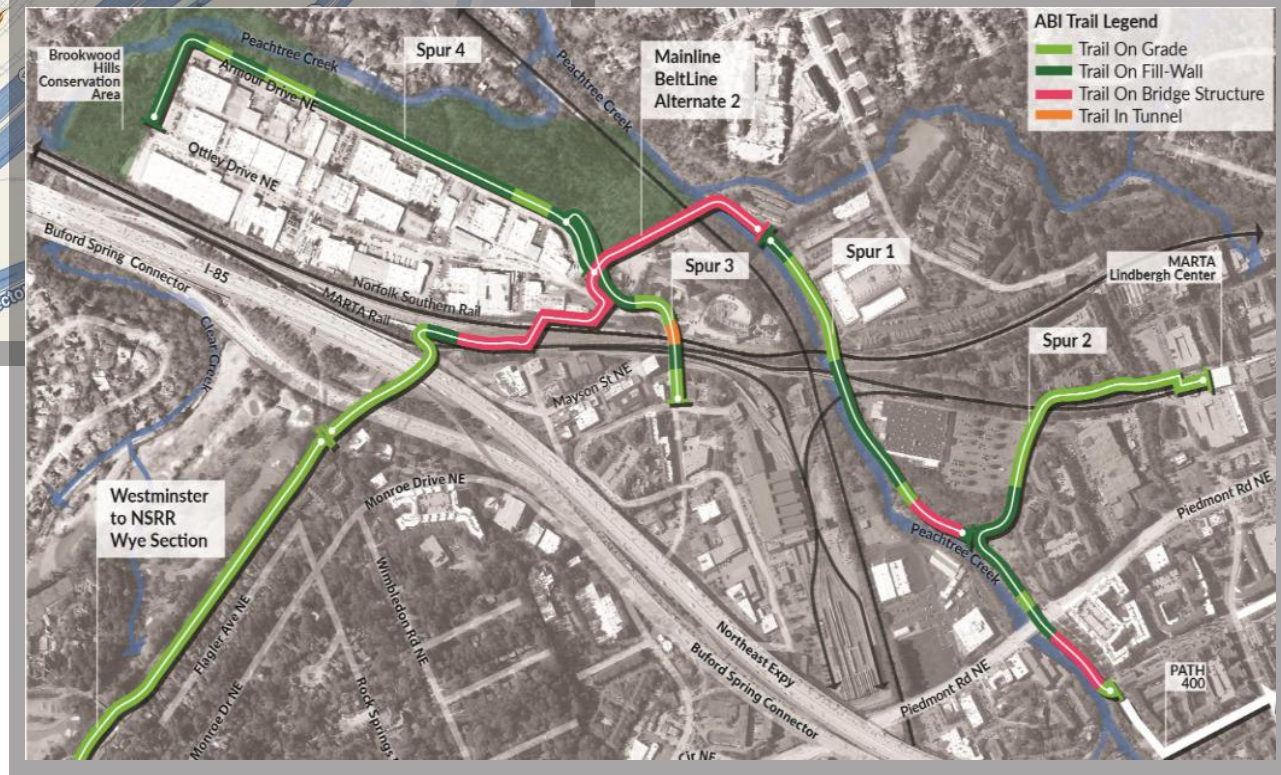 ABI Trail Legend
Trail On Grade
Trail On Fill-Wall
Trail On Bridge Structure
Trail In Tunnel
Brookwood
Hills
Conservation
Area
Peachtree Creek
Spur 4
Peachtree Creek
Mainline
BeltLine
Alternate 2
Armour Drive NE
Ottley Drive NE
Buford Spring Connector
I-85
Norfolk Southern Rail
MARTA Rail
Spur 3
Spur 1
MARTA
Lindbergh Center
Clear Creek
Spur 2
Mayson St NE
Westminster
to NSRR
Wye Section
Monroe Drive NE
Piedmont Rd NE
Peachtree Creek
Wimbledon Rd NE
Flagler Ave NE
Northeast Expy
Buford Spring Connector
Piedmont Rd NE
PATH
400
Monroe Dr NE
Rock Springs
Cir NE